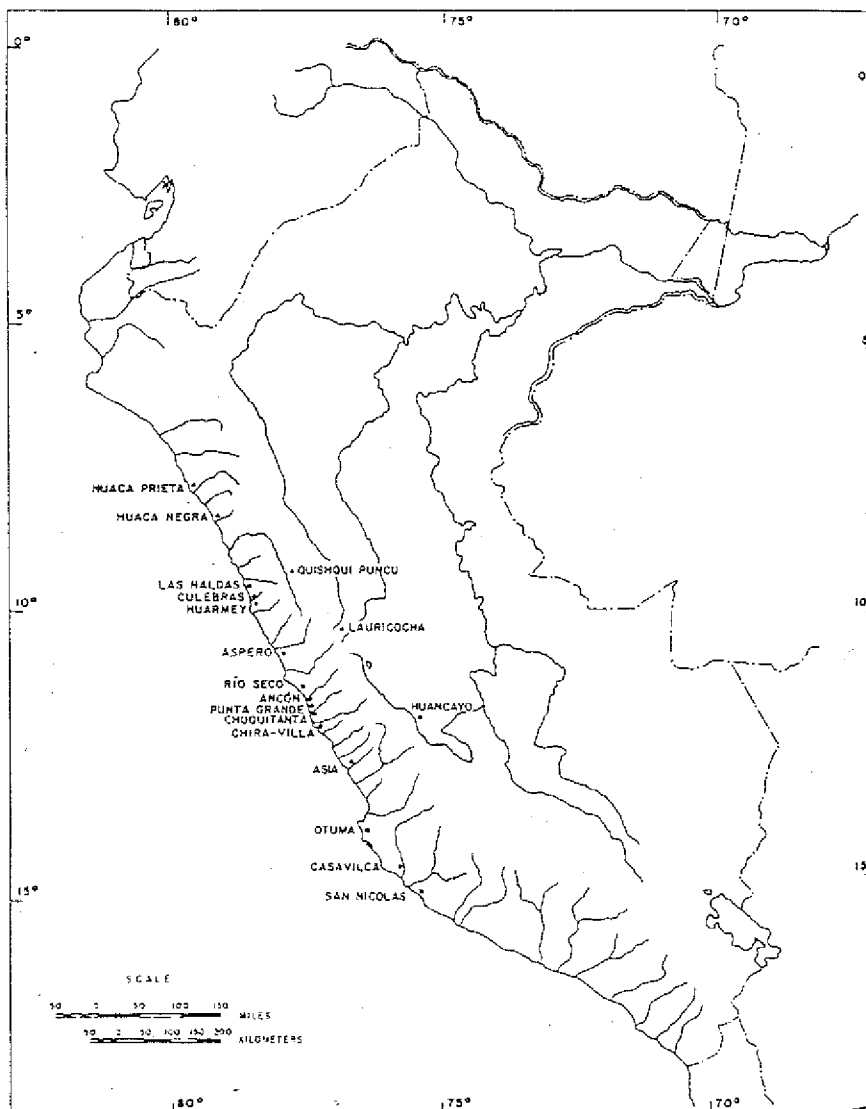 80° 75° 70°
0° 0
5° 5
HUACA PRIETA
HUACA NEGRA
QUISHQUI PUNCU
LAS HALDAS
CULEBRAS
HUARMEY
10° 10
LAURICOCHA
ASPERO
RÍO SECO
ANCÓN
HUANCAYO
PUNTA GRANDE
CHUQUITANTA
CHIRA-VILLA
ASIA
OTUMA
CASAVILCA
15° 15
SAN NICOLAS
SCALE
50 0 50 100 150 MILES
50 0 50 100 150 200 KILOMETERS
80° 75° 70°